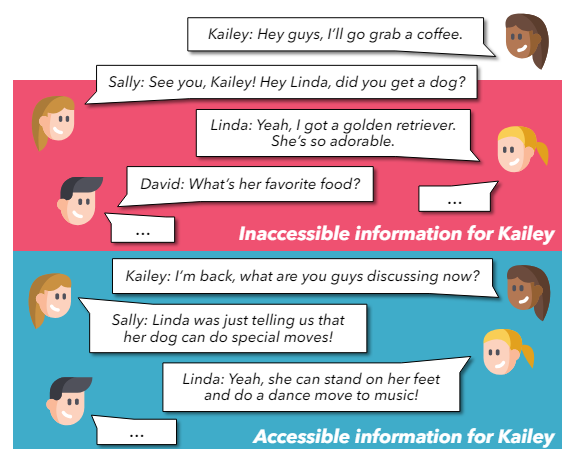 Kailey: Hey guys, I'll go grab a coffee.
Sally: See you, Kailey! Hey Linda, did you get a dog?
Linda: Yeah, I got a golden retriever.
She's so adorable.
David: What's her favorite food?
...
...
Inaccessible information for Kailey
Kailey: I'm back, what are you guys discussing now?
Sally: Linda was just telling us that
her dog can do special moves!
Linda: Yeah, she can stand on her feet
and do a dance move to music!
...
Accessible information for Kailey